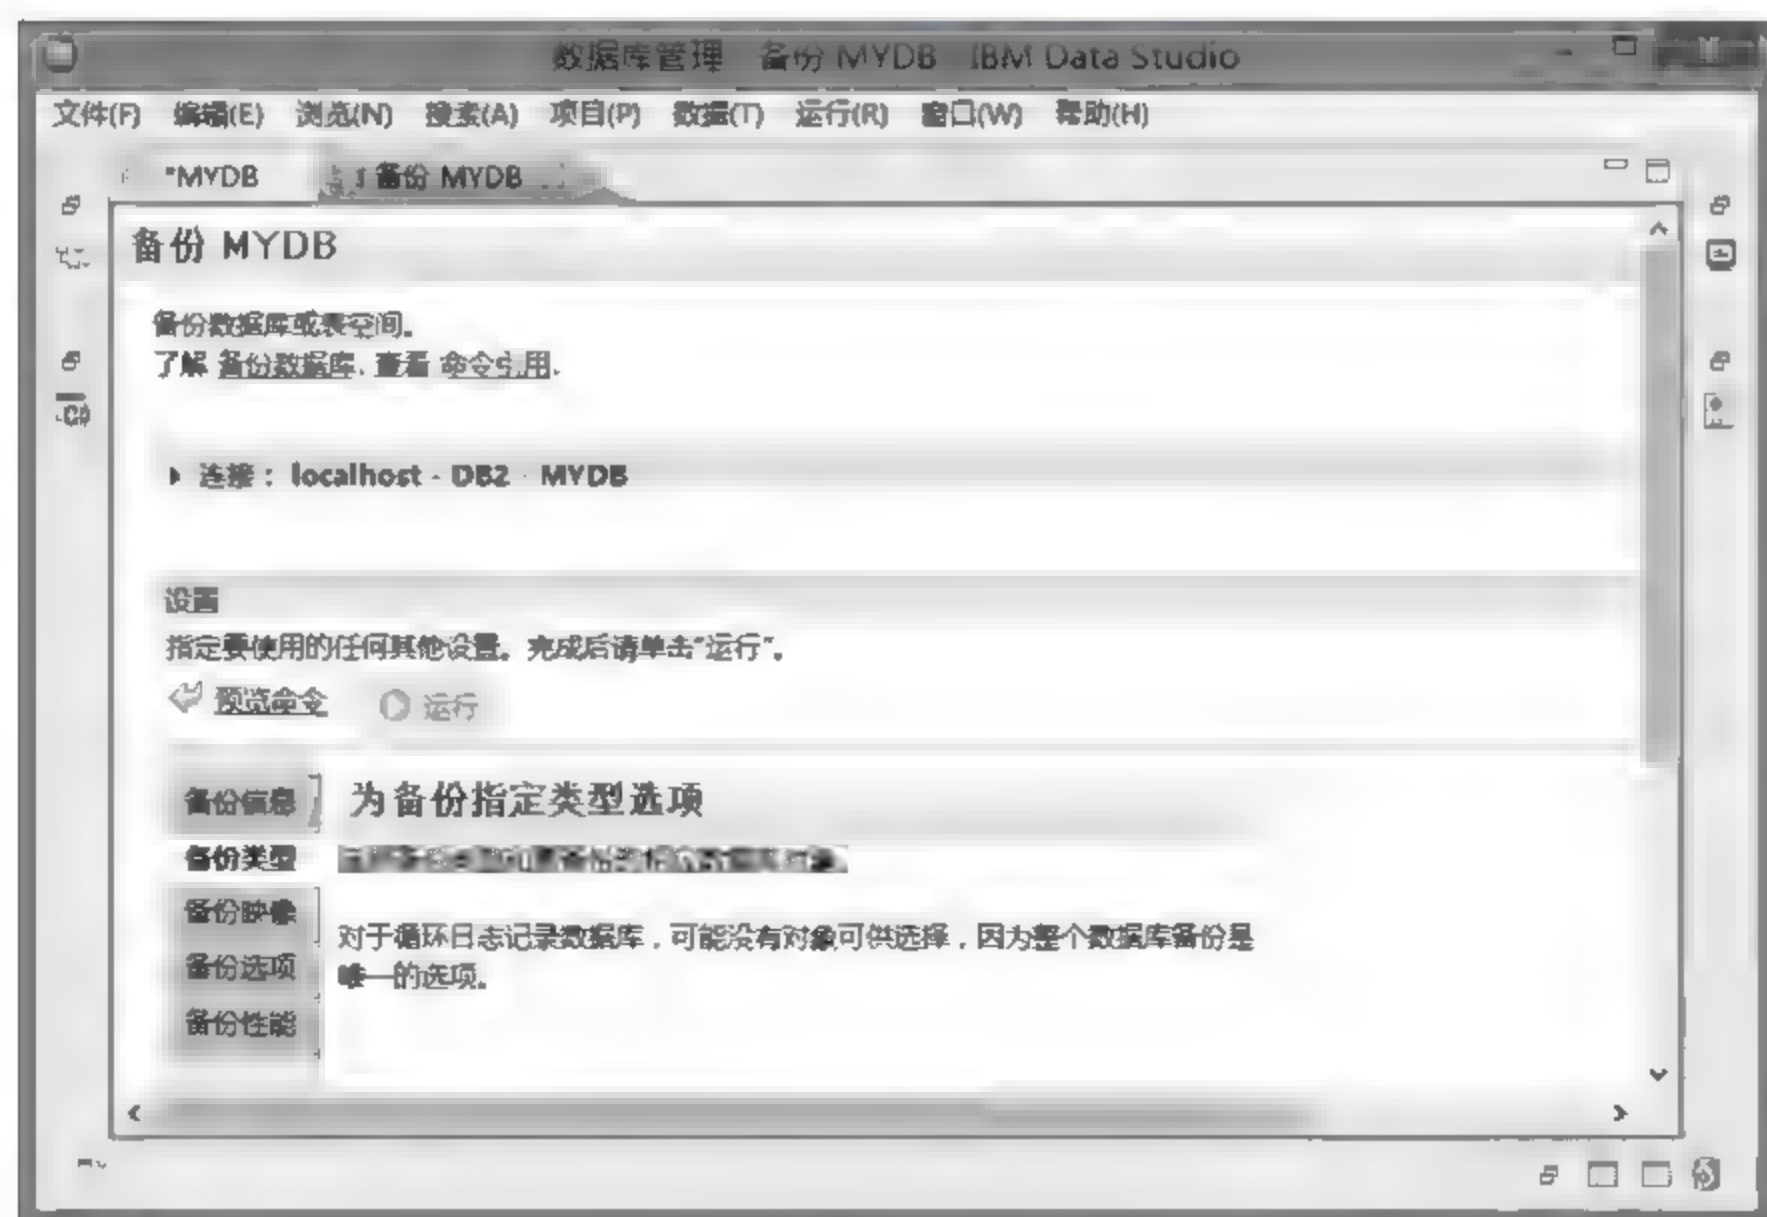 数据库管理 备份 MYDB IBM Data Studio
文件(F) 编辑(E) 浏览(N) 搜索(A) 项目(P) 数据(T) 运行(R) 窗口(W) 帮助(H)
*MYDB 备份 MYDB
备份 MYDB
备份数据库或表空间。
了解 备份数据库. 查看 命令引用.
连接： localhost - DB2 - MYDB
设置
指定要使用的任何其他设置。完成后请单击“运行”。
预览命令 运行
备份信息 为备份指定类型选项
备份类型
备份映像
对于循环日志记录数据库，可能没有对象可供选择，因为整个数据库备份是
备份选项 唯一的选项。
备份性能